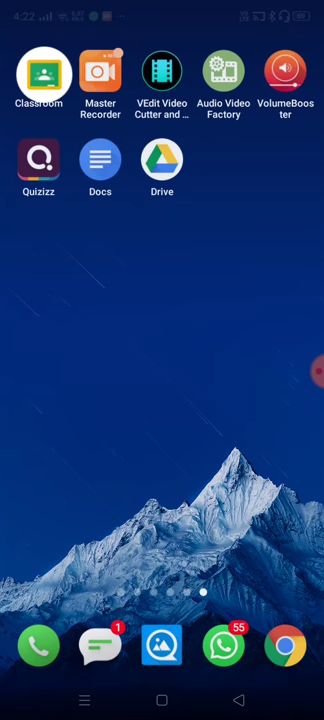 4:22
Classroom
Master
Recorder
VEdit Video
Cutter and ...
Audio Video
Factory
VolumeBoos
ter
Quizizz
Docs
Drive
1
55